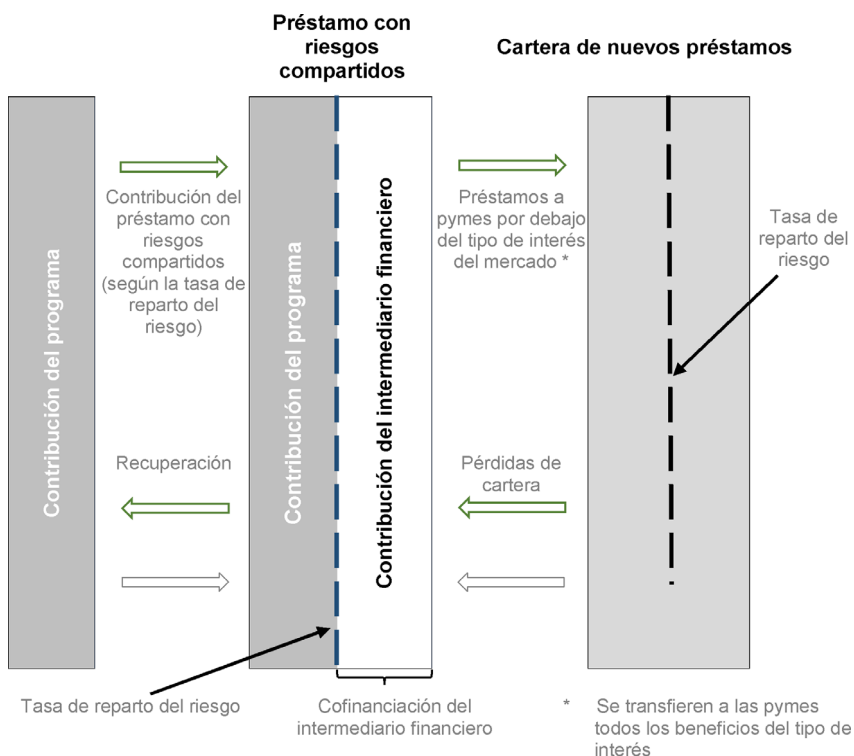 Préstamo con
riesgos
compartidos
Cartera de nuevos préstamos
Contribución del programa
Contribución del
préstamo con
riesgos
compartidos
(según la tasa de
reparto del
riesgo)
Recuperación
Contribución del programa
Contribución del intermediario financiero
Préstamos a
pymes por debajo
del tipo de interés
del mercado *
Pérdidas de
cartera
Tasa de
reparto del
riesgo
Tasa de reparto del riesgo
Cofinanciación del
intermediario financiero
* Se transfieren a las pymes
todos los beneficios del tipo de
interés